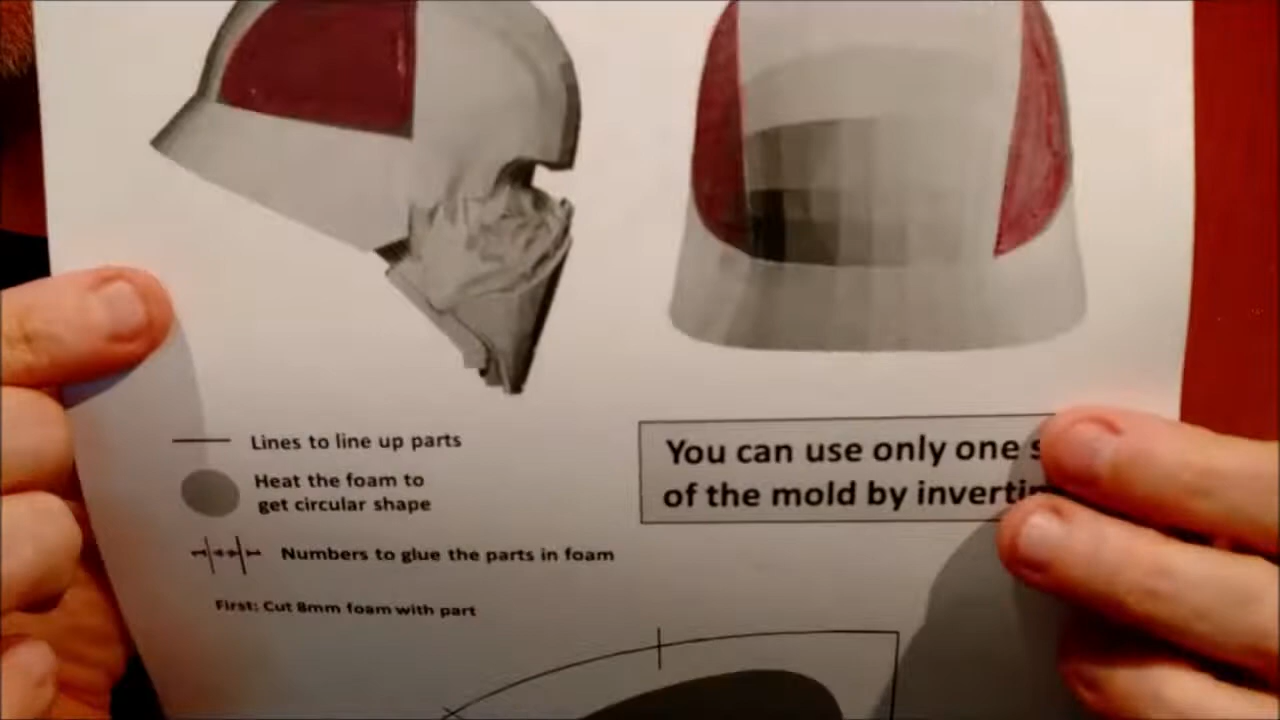 Lines to line up parts
Heat the foam to
get circular shape
Numbers to glue the parts in foam
First: Cut 8mm foam with part
You can use only one
of the mold by